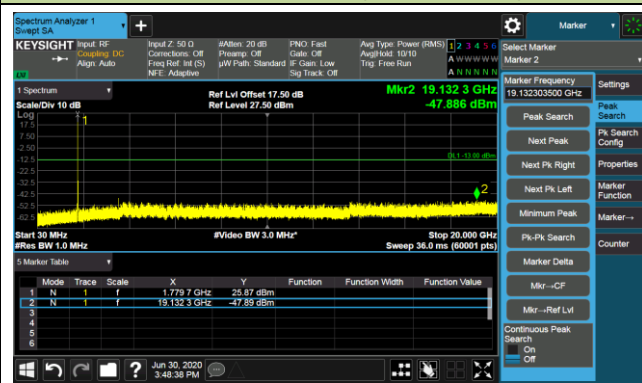 Spectrum Analyzer 1
Swept SA
+
Marker
KEYSIGHT
Input: RF
Coupling: DC
Align: Auto
Input Z: 50 Ω
Corrections: Off
Freq Ref: Int (S)
NFE: Adaptive
#Atten: 20 dB
Preamp: Off
µW Path: Standard
PNO: Fast
Gate: Off
IF Gain: Low
Sig Track: Off
Avg Type: Power (RMS)
Avg|Hold: 10/10
Trig: Free Run
1 2 3 4 5 6
A W W W W W
A N N N N N
LXI
Select Marker
Marker 2
1 Spectrum
Scale/Div 10 dB
Ref Lvl Offset 17.50 dB
Ref Level 27.50 dBm
Mkr2 19.132 3 GHz
-47.886 dBm
Log
17.5
7.50
-2.50
-12.5
-22.5
-32.5
-42.5
-52.5
-62.5
1
DL1 -13.00 dBm
2
Start 30 MHz
#Res BW 1.0 MHz
#Video BW 3.0 MHz*
Stop 20.000 GHz
Sweep 36.0 ms (60001 pts)
5 Marker Table
Mode Trace Scale X Y Function Function Width Function Value
1 N 1 f 1.779 7 GHz 25.87 dBm
2 N 1 f 19.132 3 GHz -47.89 dBm
3
4
5
6
Marker Frequency
19.132303500 GHz
Peak Search
Next Peak
Next Pk Right
Next Pk Left
Minimum Peak
Pk-Pk Search
Marker Delta
Mkr→CF
Mkr→Ref Lvl
Continuous Peak
Search
On
Off
Settings
Peak
Search
Pk Search
Config
Properties
Marker
Function
Marker→
Counter
?
Jun 30, 2020
3:48:38 PM